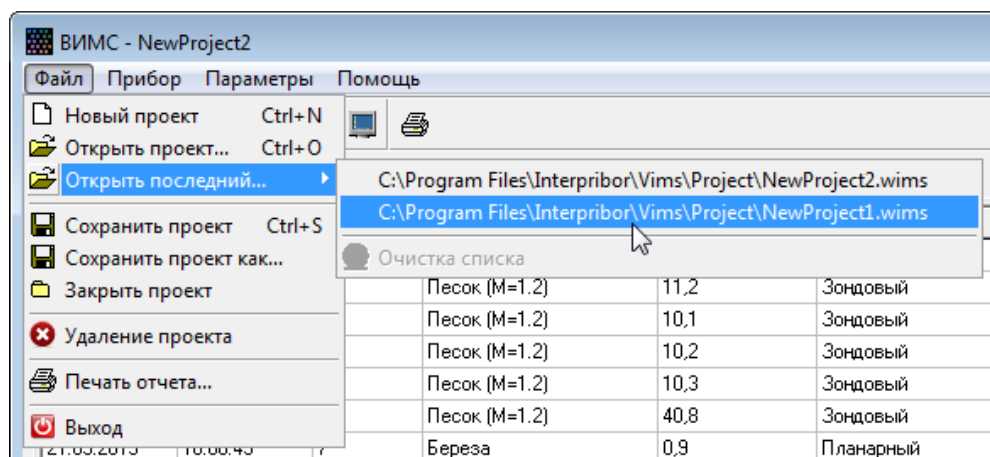 ВИМС - NewProject2
Файл Прибор Параметры Помощь
Новый проект Ctrl+N
Открыть проект... Ctrl+O
Открыть последний...
C:\Program Files\Interpribor\Vims\Project\NewProject2.wims
C:\Program Files\Interpribor\Vims\Project\NewProject1.wims
Очистка списка
Сохранить проект Ctrl+S
Сохранить проект как...
Закрыть проект
Удаление проекта
Печать отчета...
Выход
Песок (М=1.2) 11,2 Зондовый
Песок (М=1.2) 10,1 Зондовый
Песок (М=1.2) 10,2 Зондовый
Песок (М=1.2) 10,3 Зондовый
Песок (М=1.2) 40,8 Зондовый
Береза 0,9 Планарный